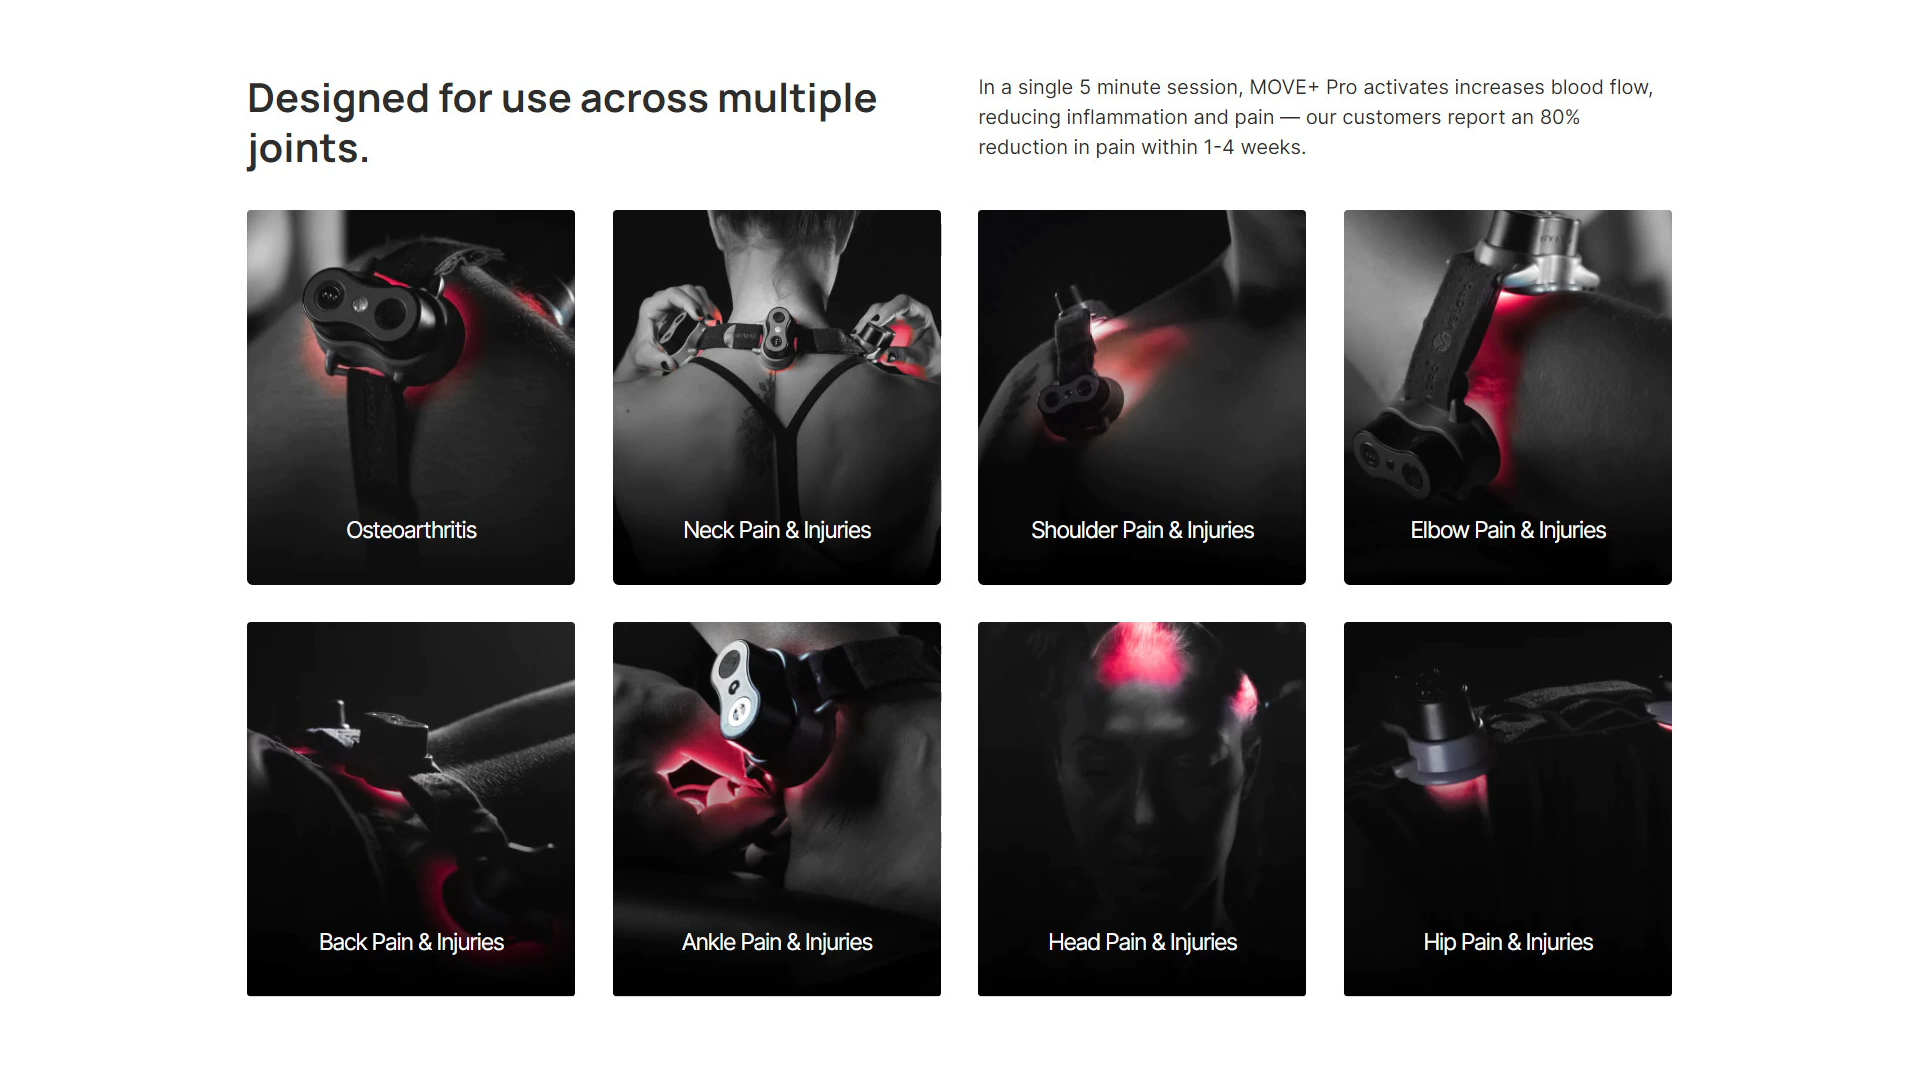 Designed for use across multiple
joints.
In a single 5 minute session, MOVE+ Pro activates increases blood flow,
reducing inflammation and pain — our customers report an 80%
reduction in pain within 1-4 weeks.
Osteoarthritis
Neck Pain & Injuries
Shoulder Pain & Injuries
Elbow Pain & Injuries
Back Pain & Injuries
Ankle Pain & Injuries
Head Pain & Injuries
Hip Pain & Injuries